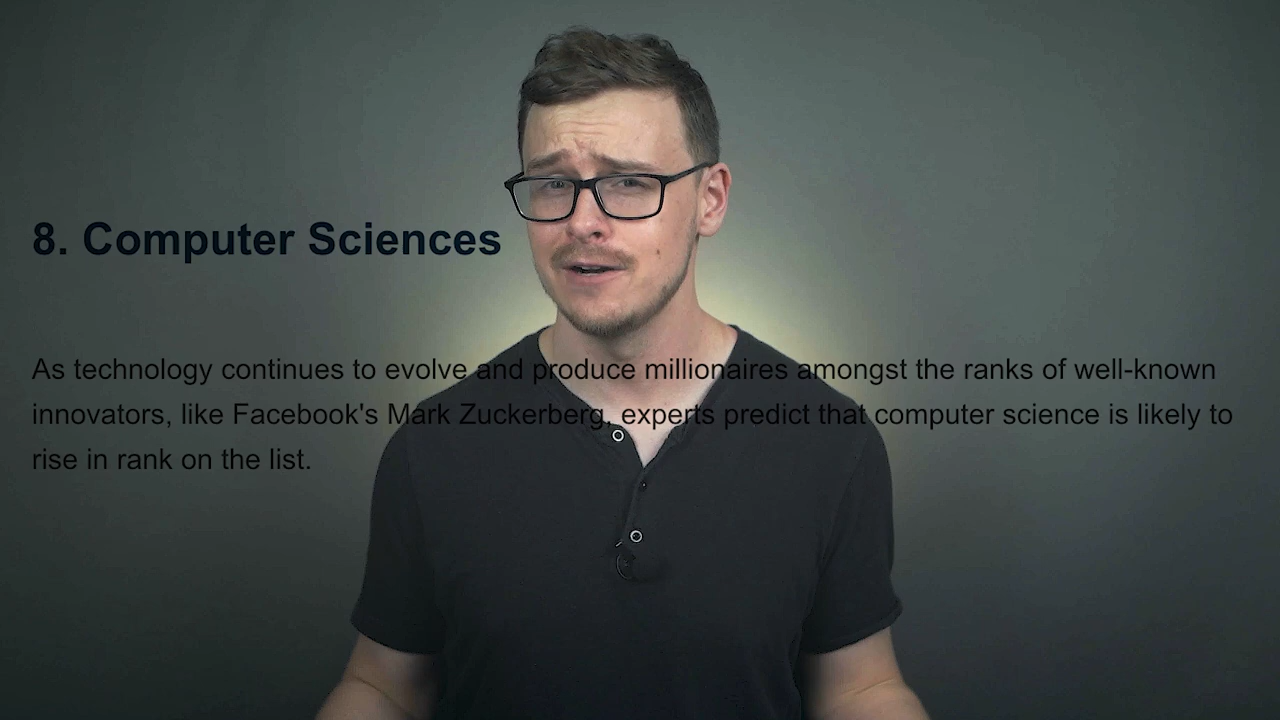 8. Computer Sciences
As technology continues to evolve and produce millionaires amongst the ranks of well-known
innovators, like Facebook's Mark Zuckerberg, experts predict that computer science is likely to
rise in rank on the list.